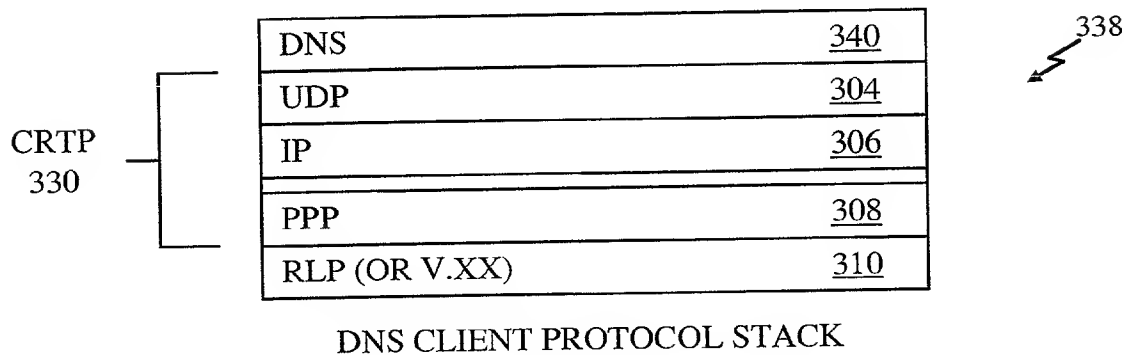 338
DNS 340
UDP 304
CRTP
330
IP 306
PPP 308
RLP (OR V.XX) 310
DNS CLIENT PROTOCOL STACK